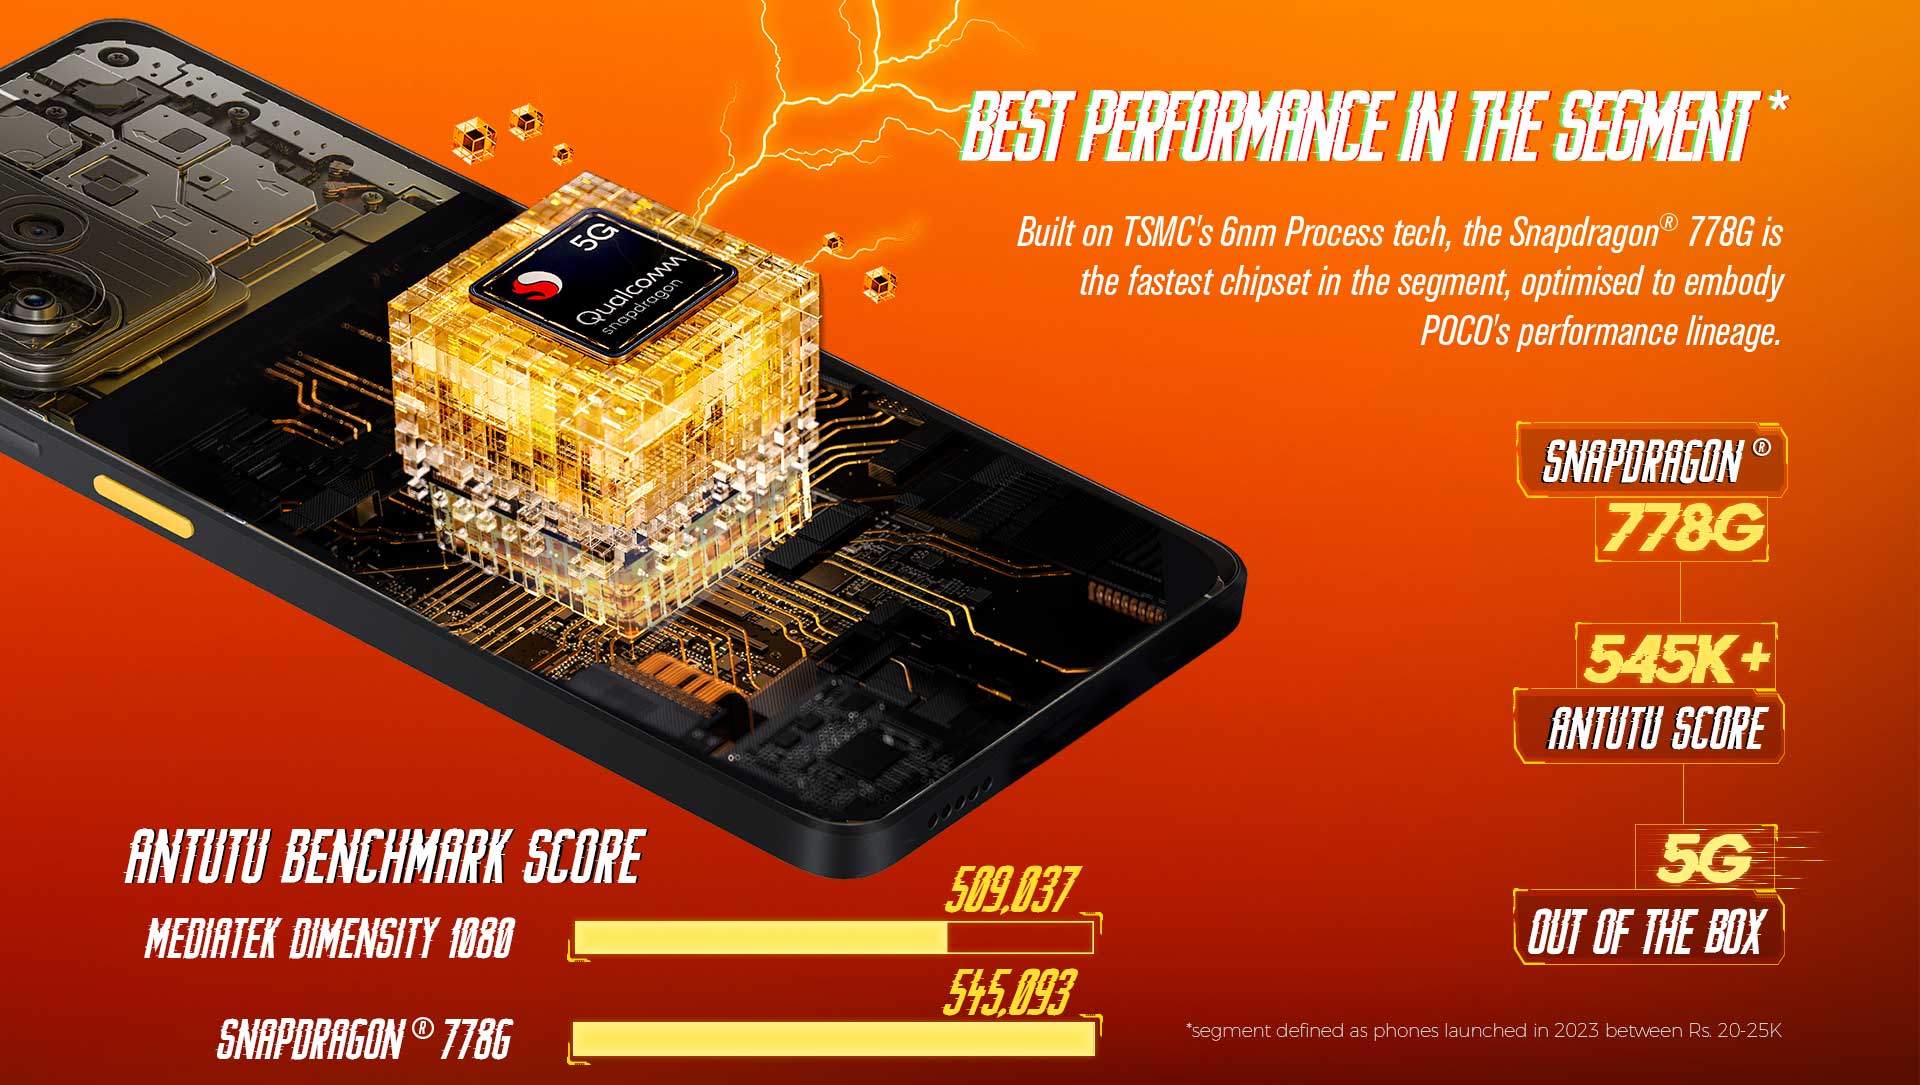 BEST PERFORMANCE IN THE SEGMENT*
Built on TSMC's 6nm Process tech, the Snapdragon® 778G is
the fastest chipset in the segment, optimised to embody
POCO's performance lineage.
5G
Qualcomm
snapdragon
SNAPDRAGON®
778G
545K+
ANTUTU SCORE
5G
OUT OF THE BOX
ANTUTU BENCHMARK SCORE
MEDIATEK DIMENSITY 1080
509,037
SNAPDRAGON® 778G
545,093
*segment defined as phones launched in 2023 between Rs. 20-25K